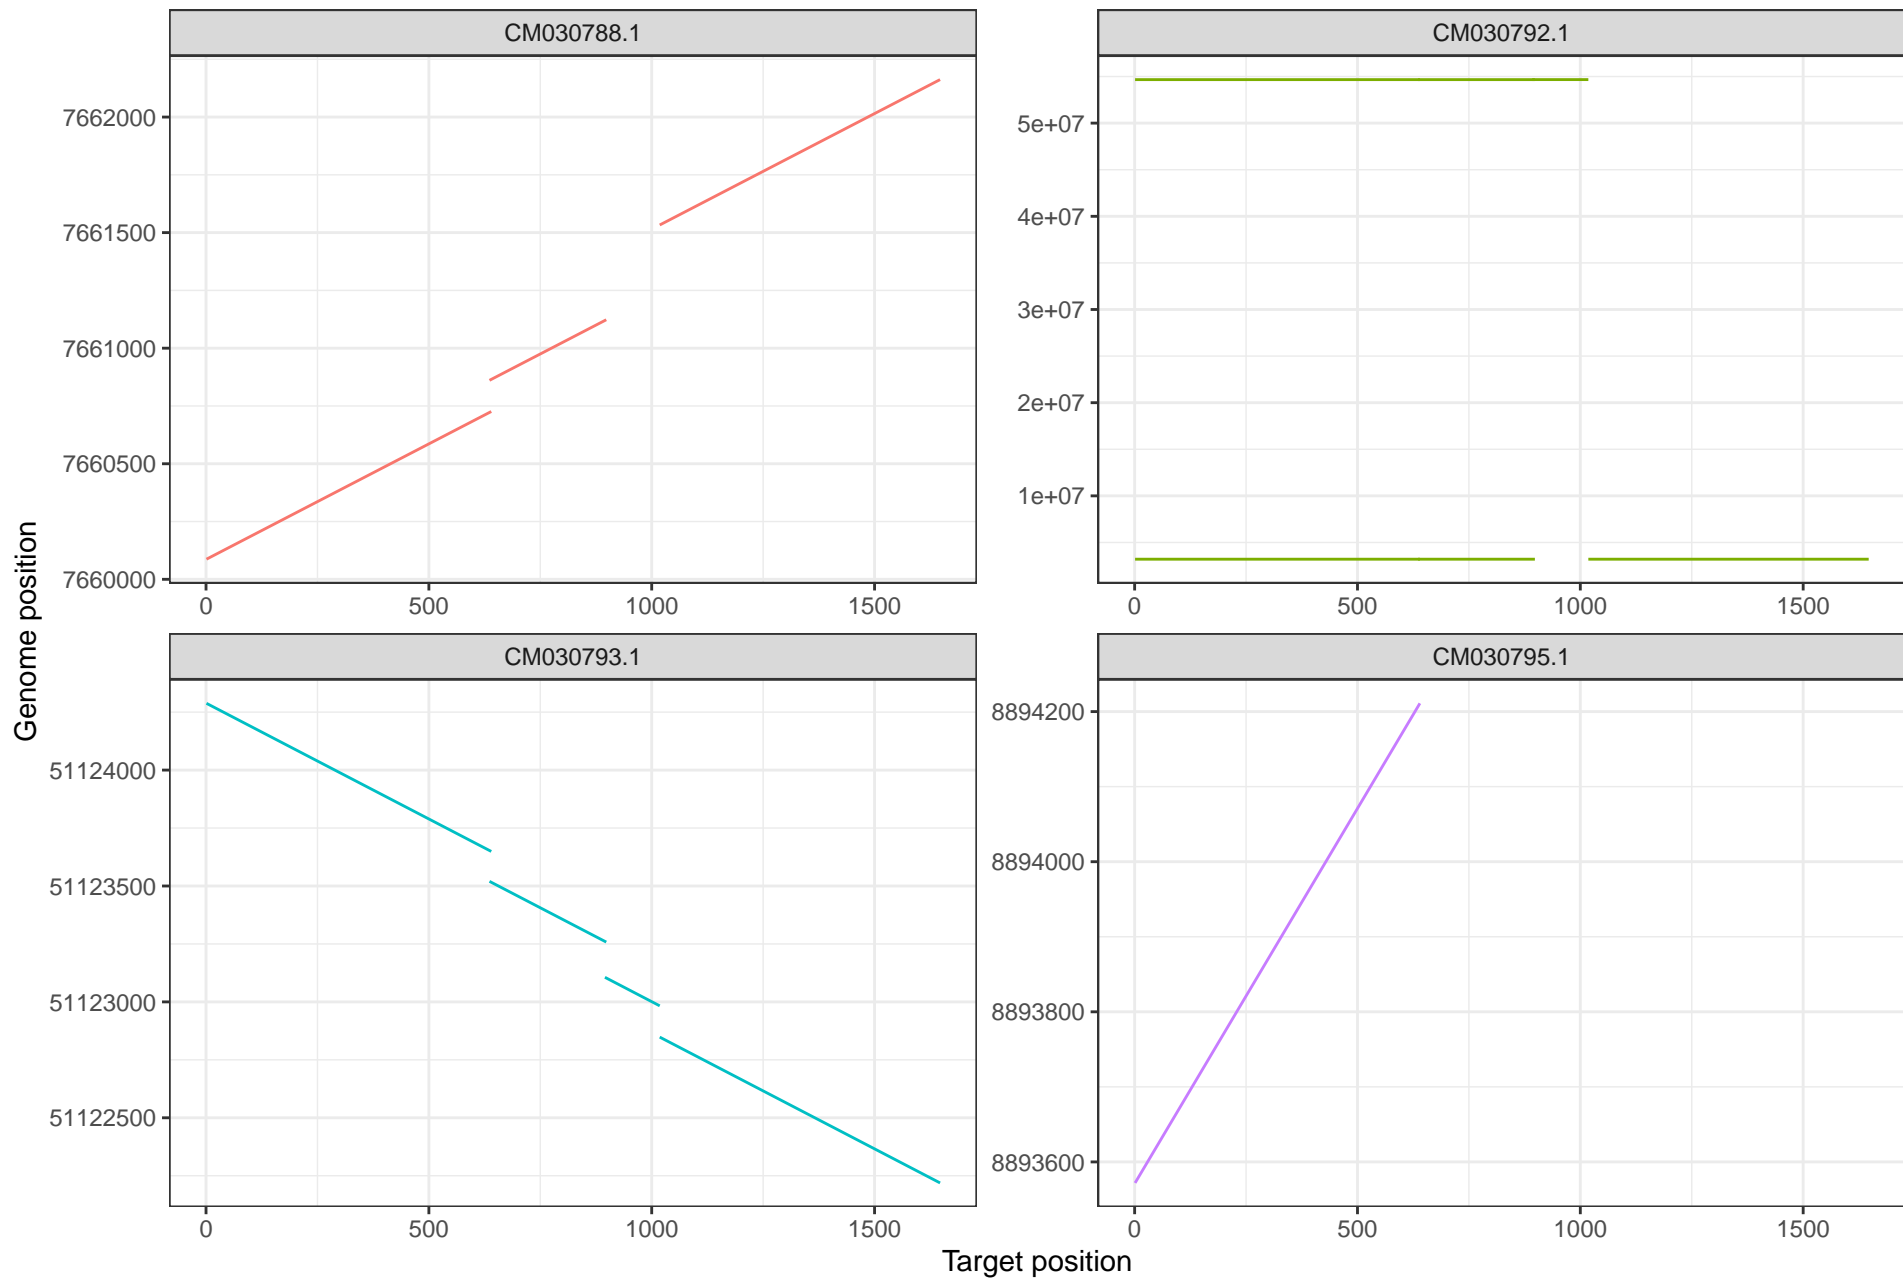 CM030788.1
CM030792.1
7662000
7661500
7661000
7660500
7660000
5e+07
4e+07
3e+07
2e+07
1e+07
0 500 1000 1500
0 500 1000 1500
Genome position
CM030793.1
CM030795.1
51124000
51123500
51123000
51122500
8894200
8894000
8893800
8893600
0 500 1000 1500
0 500 1000 1500
Target position